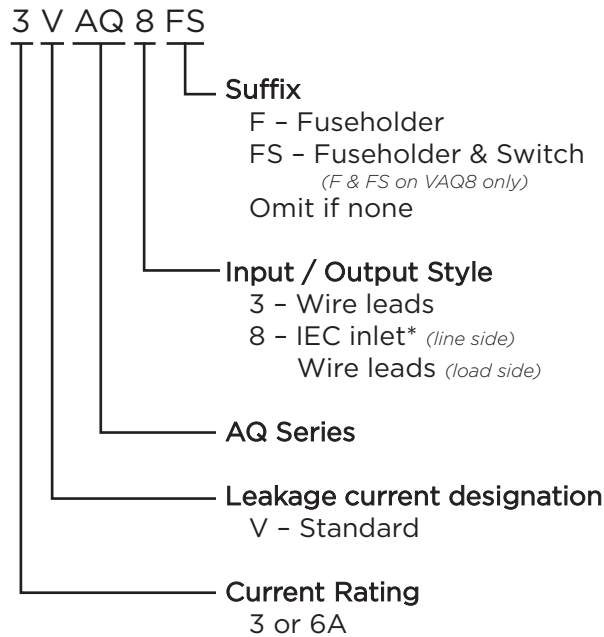 3 V AQ 8 FS
Suffix
F – Fuseholder
FS – Fuseholder & Switch
(F & FS on VAQ8 only)
Omit if none
Input / Output Style
3 – Wire leads
8 – IEC inlet* (line side)
Wire leads (load side)
AQ Series
Leakage current designation
V – Standard
Current Rating
3 or 6A